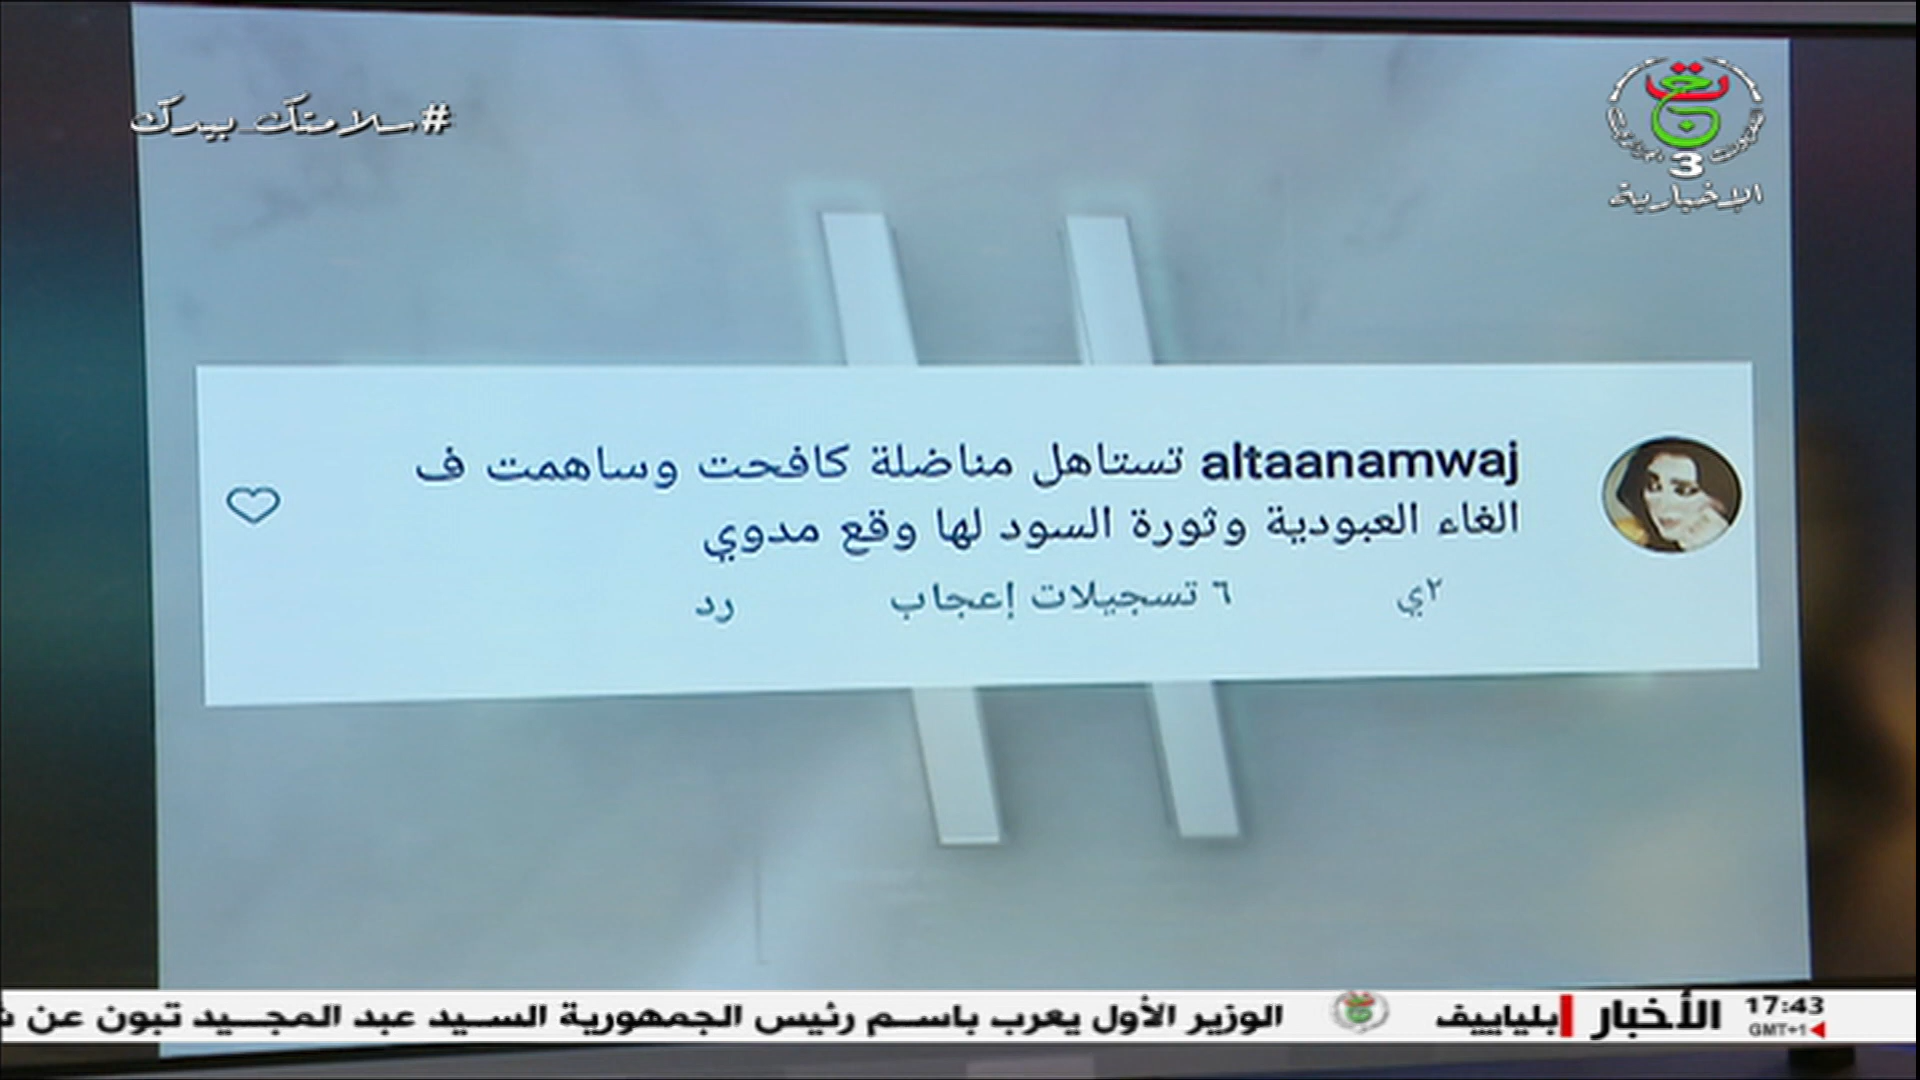 #سلامتك_بيدك
3
الإخبارية
altaanamwaj تستاهل مناضلة كافحت وساهمت ف
الغاء العبودية وثورة السود لها وقع مدوي
٢ي ٦ تسجيلات إعجاب رد
17:43
GMT+1
الأخبار
بلياييف
الوزير الأول يعرب باسم رئيس الجمهورية السيد عبد المجيد تبون عن